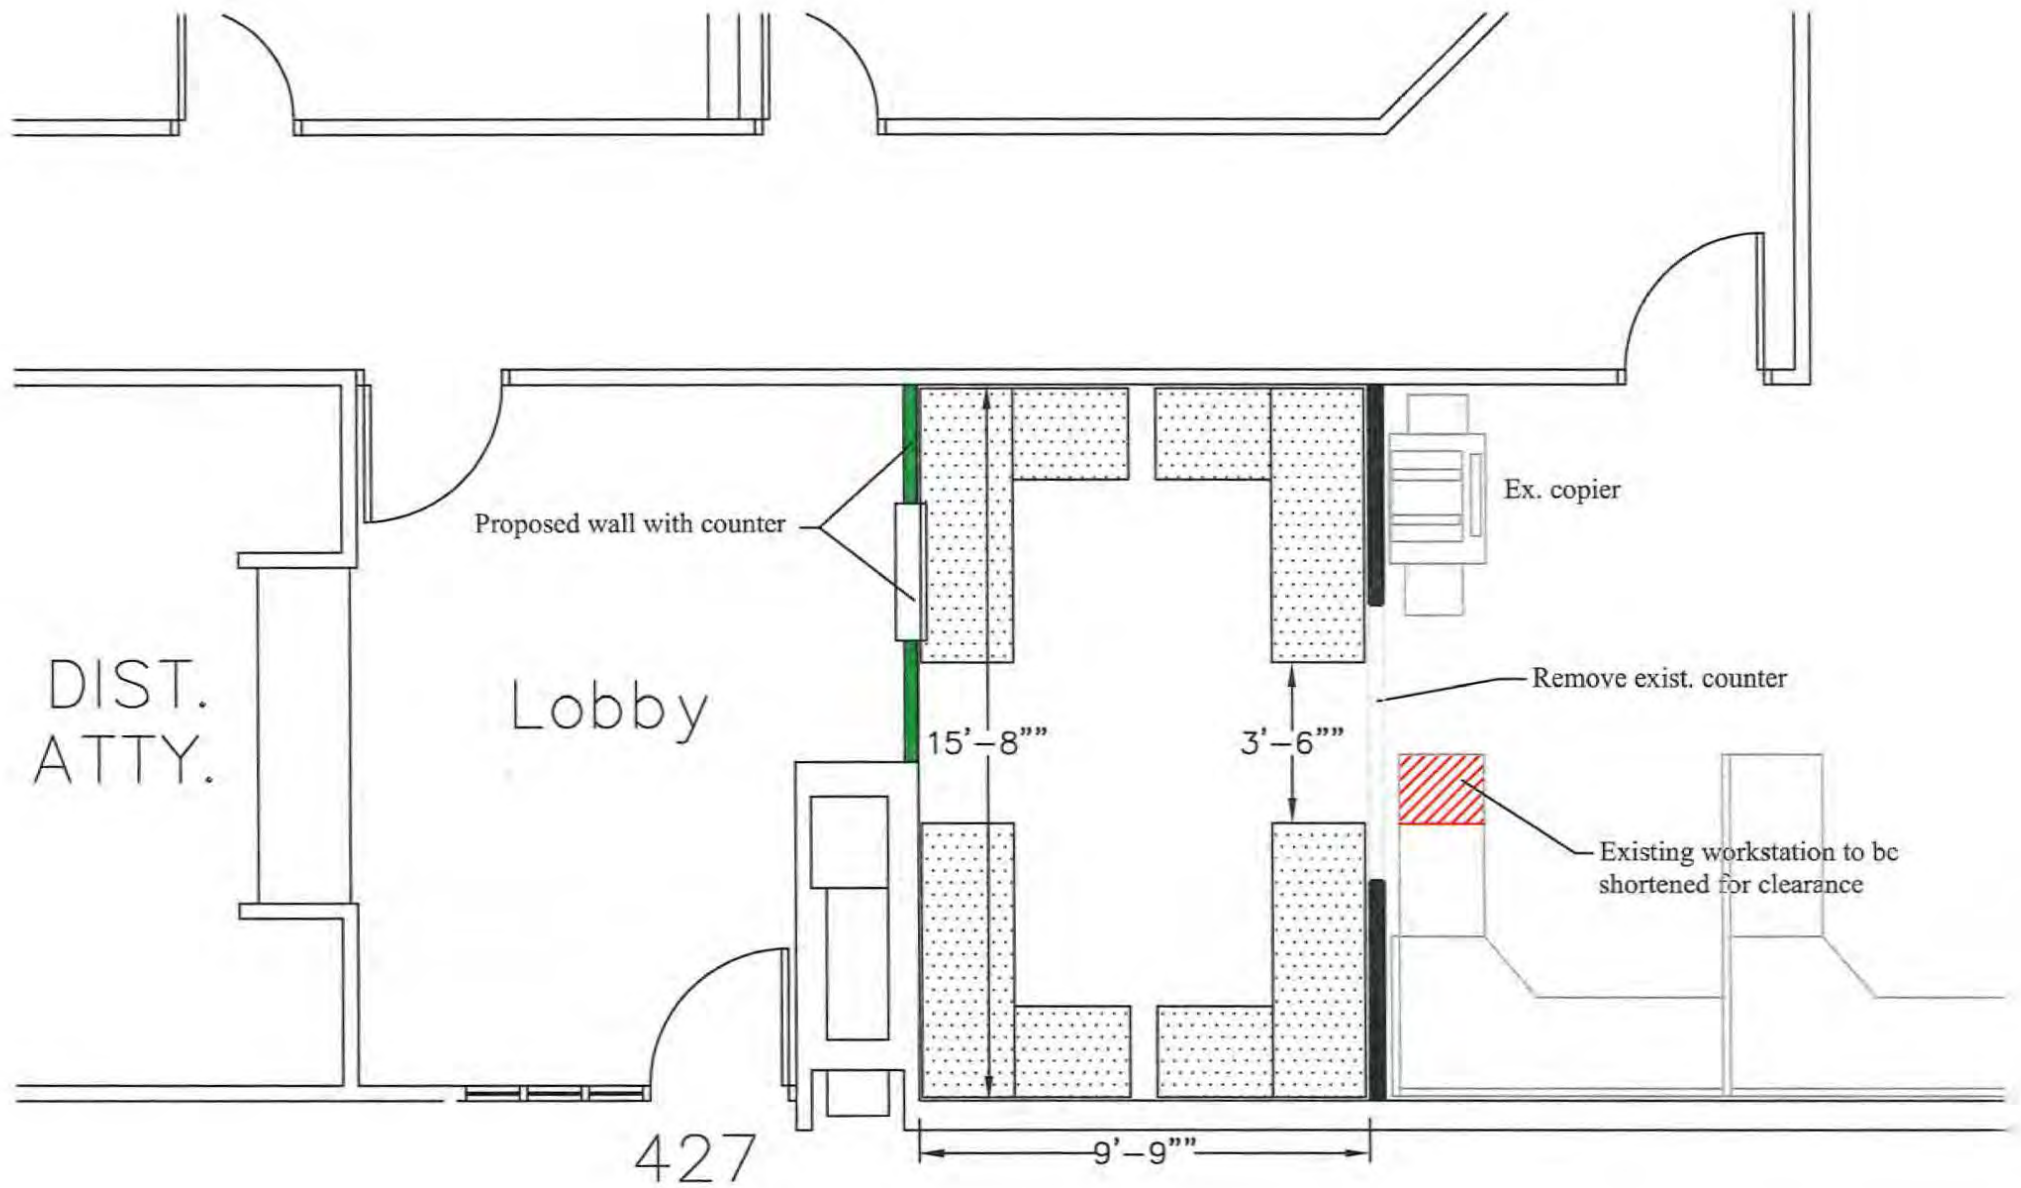 Ex. copier
Proposed wall with counter
DIST.
ATTY.
Lobby
Remove exist. counter
15’-8””
3’-6””
Existing workstation to be
shortened for clearance
427
9’-9””